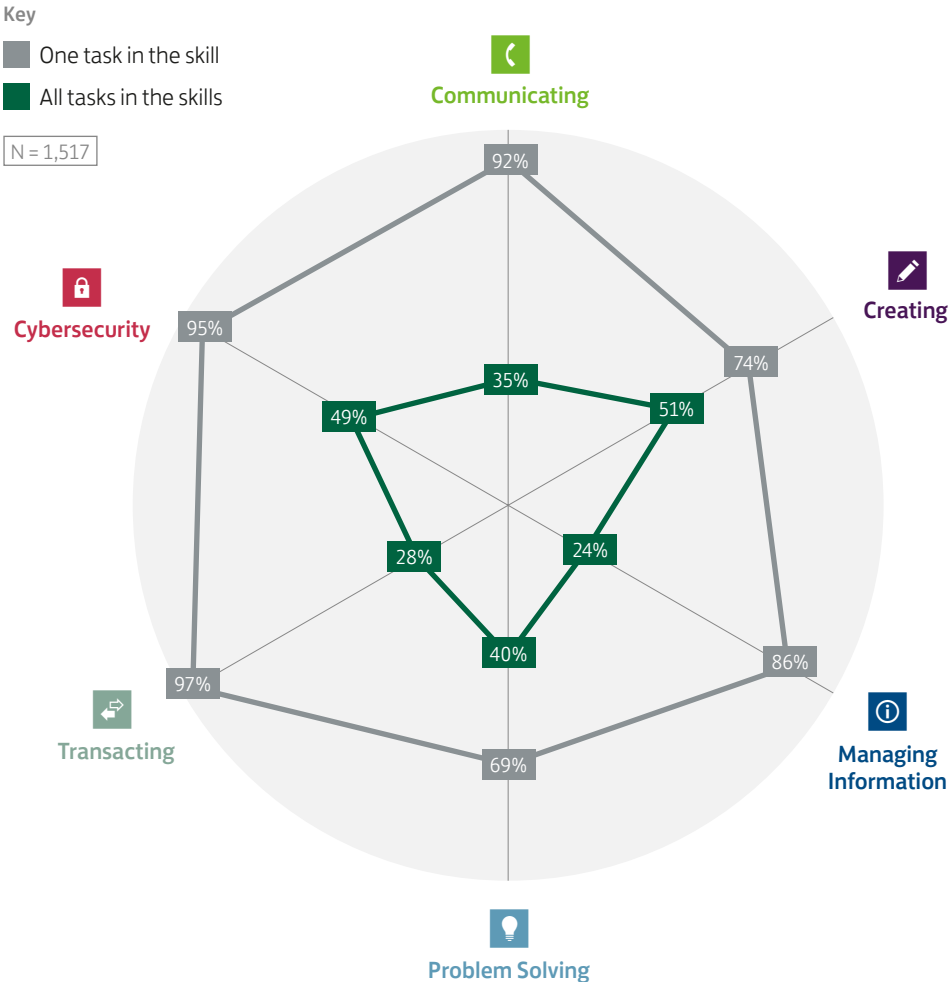 Key
One task in the skill
All tasks in the skills
N = 1,517
Communicating
92%
Creating
74%
Cybersecurity
95%
35%
51%
49%
28%
24%
40%
97%
86%
69%
Transacting
Managing
Information
Problem Solving